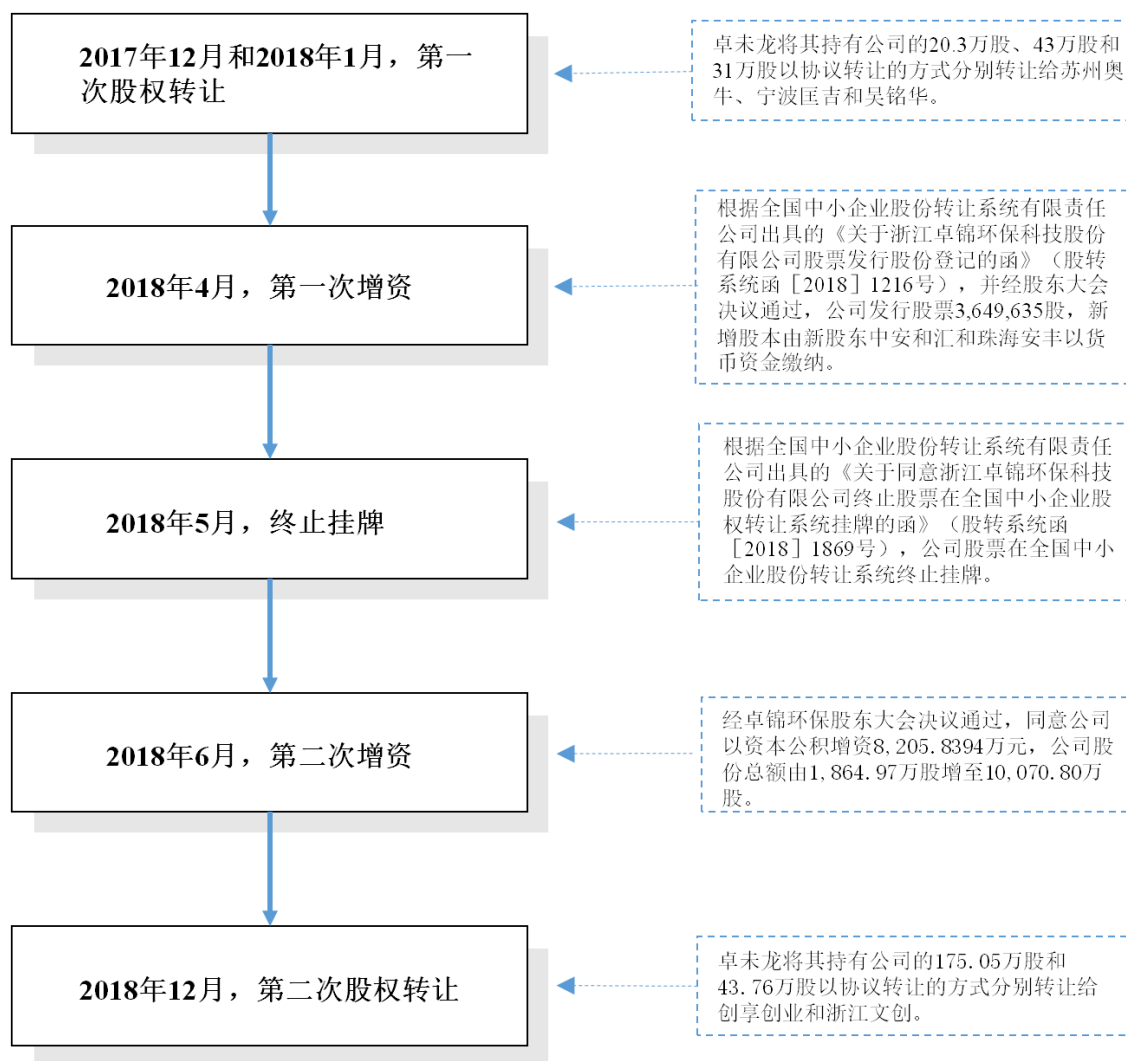 2017年12月和2018年1月，第一
次股权转让
卓未龙将其持有公司的20.3万股、43万股和
31万股以协议转让的方式分别转让给苏州奥
牛、宁波匡吉和吴铭华。
2018年4月，第一次增资
根据全国中小企业股份转让系统有限责任
公司出具的《关于浙江卓锦环保科技股份
有限公司股票发行股份登记的函》（股转
系统函［2018］1216号），并经股东大会
决议通过，公司发行股票3,649,635股，新
增股本由新股东中安和汇和珠海安丰以货
币资金缴纳。
2018年5月，终止挂牌
根据全国中小企业股份转让系统有限责任
公司出具的《关于同意浙江卓锦环保科技
股份有限公司终止股票在全国中小企业股
权转让系统挂牌的函》（股转系统函
［2018］1869号），公司股票在全国中小
企业股份转让系统终止挂牌。
2018年6月，第二次增资
经卓锦环保股东大会决议通过，同意公司
以资本公积增资8,205.8394万元，公司股
份总额由1,864.97万股增至10,070.80万
股。
2018年12月，第二次股权转让
卓未龙将其持有公司的175.05万股和
43.76万股以协议转让的方式分别转让给
创享创业和浙江文创。